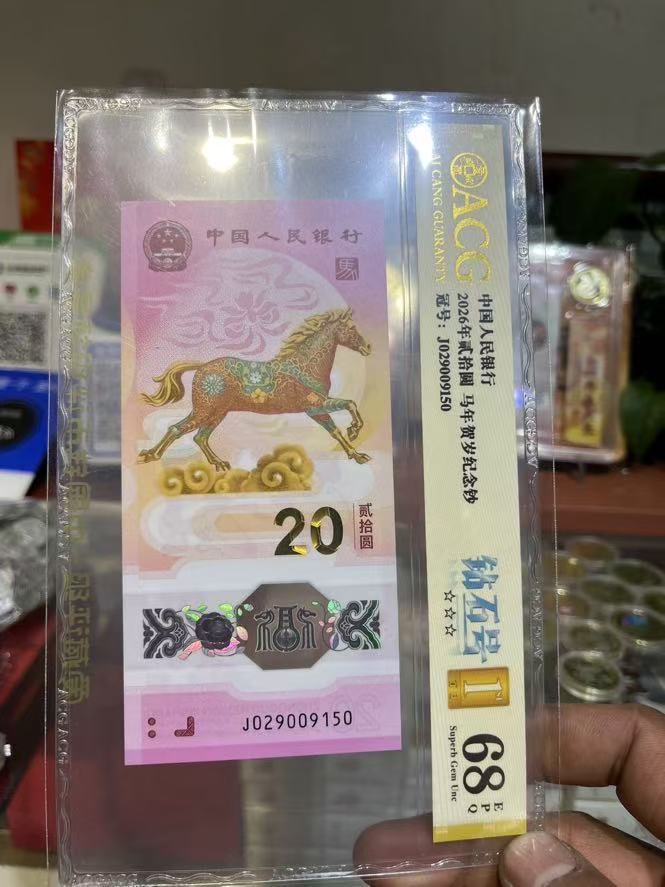 中国人民银行
馬
20
贰拾圆
J029009150
ACG
AI CANG GUARANTY
中国人民银行
2026年贰拾圆 马年贺岁纪念钞
冠号：J029009150
钻石号
☆☆☆
T
68
EPQ
Superb Gem Unc